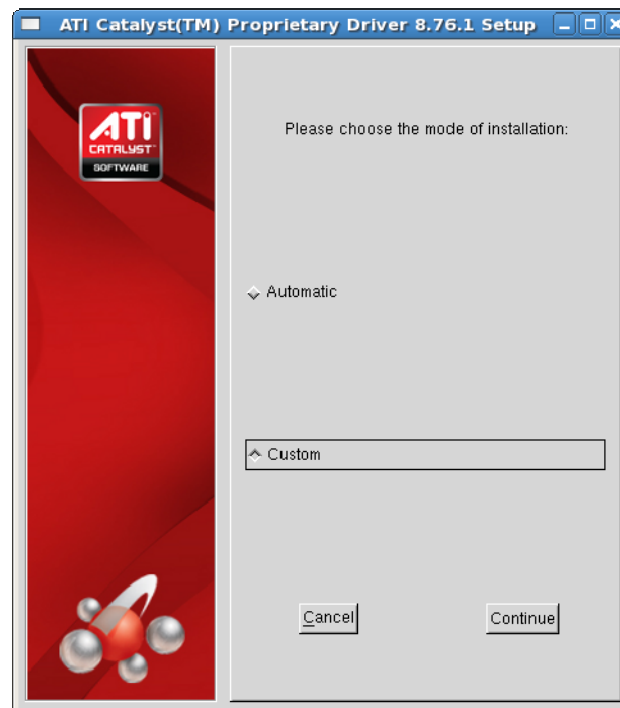 ATI Catalyst(TM) Proprietary Driver 8.76.1 Setup
ATI
CATALYST™
SOFTWARE
Please choose the mode of installation:
Automatic
Custom
Cancel
Continue